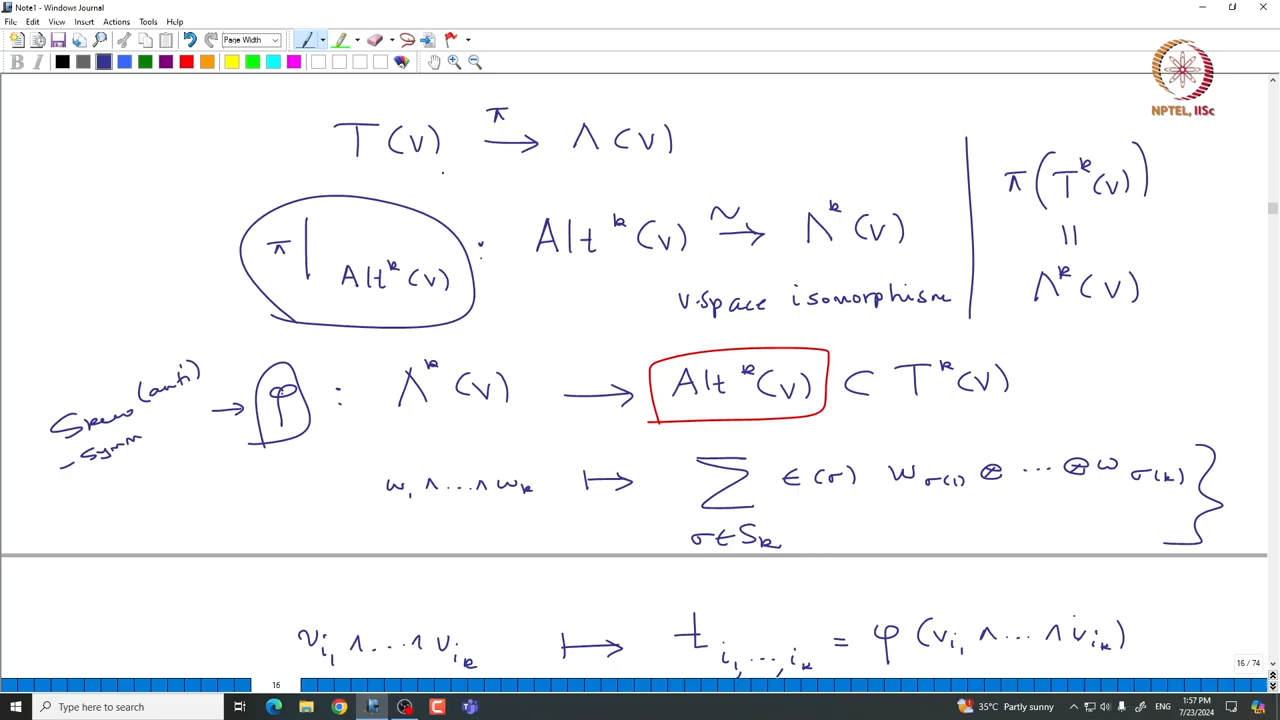 Note1 - Windows Journal
File Edit View Insert Actions Tools Help
Page Width
B I
NPTEL, IISc
T(V) π→ Λ(V)
π(T^k(V))
||
Λ^k(V)
π|Alt^k(V) : Alt^k(V) ~→ Λ^k(V)
v.space isomorphism
Skew (anti)
- symm
→ φ : Λ^k(V) → Alt^k(V) ⊂ T^k(V)
w_1 ∧ ... ∧ w_k ↦ Σ_{σ∈S_k} ϵ(σ) w_{σ(1)} ⊗ ... ⊗ w_{σ(k)} }
v_{i_1} ∧ ... ∧ v_{i_k} ↦ t_{i_1,...,i_k} = φ(v_{i_1} ∧ ... ∧ v_{i_k})
16 / 74
16
Type here to search
35°C Partly sunny
1:57 PM
7/23/2024